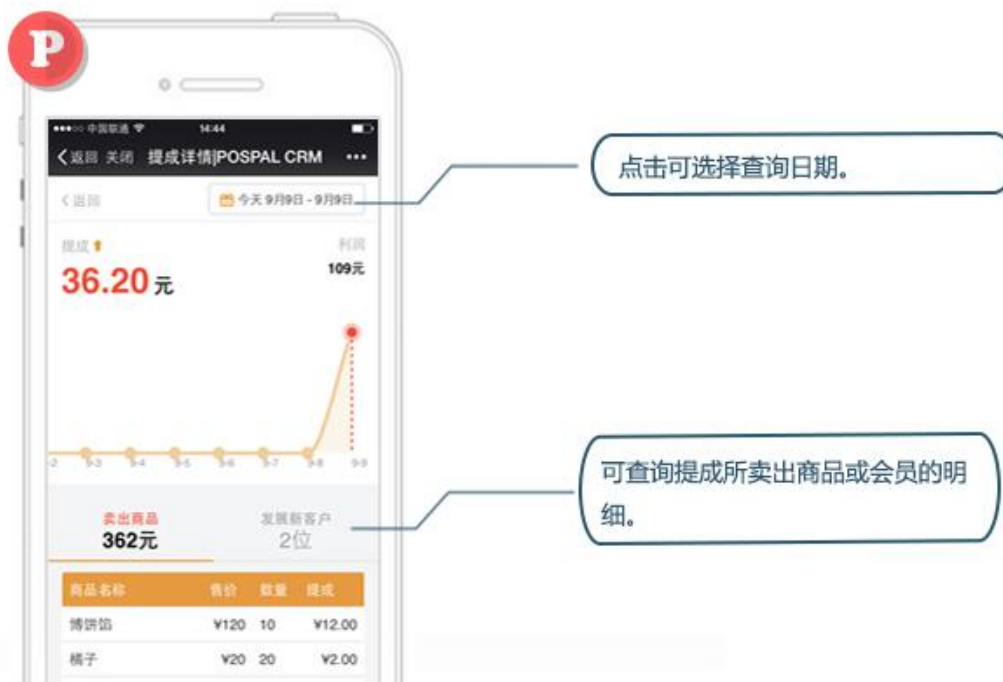 P
中国联通 14:44
返回 关闭 提成详情|POSPAL CRM
点击可选择查询日期。
返回 今天 9月9日 - 9月9日
提成 利润
36.20元 109元
9-3 9-4 9-5 9-6 9-7 9-8 9-9
可查询提成所卖出商品或会员的明
细。
卖出商品 发展新客户
362元 2位
商品名称 售价 数量 提成
博饼馅 ¥120 10 ¥12.00
橘子 ¥20 20 ¥2.00